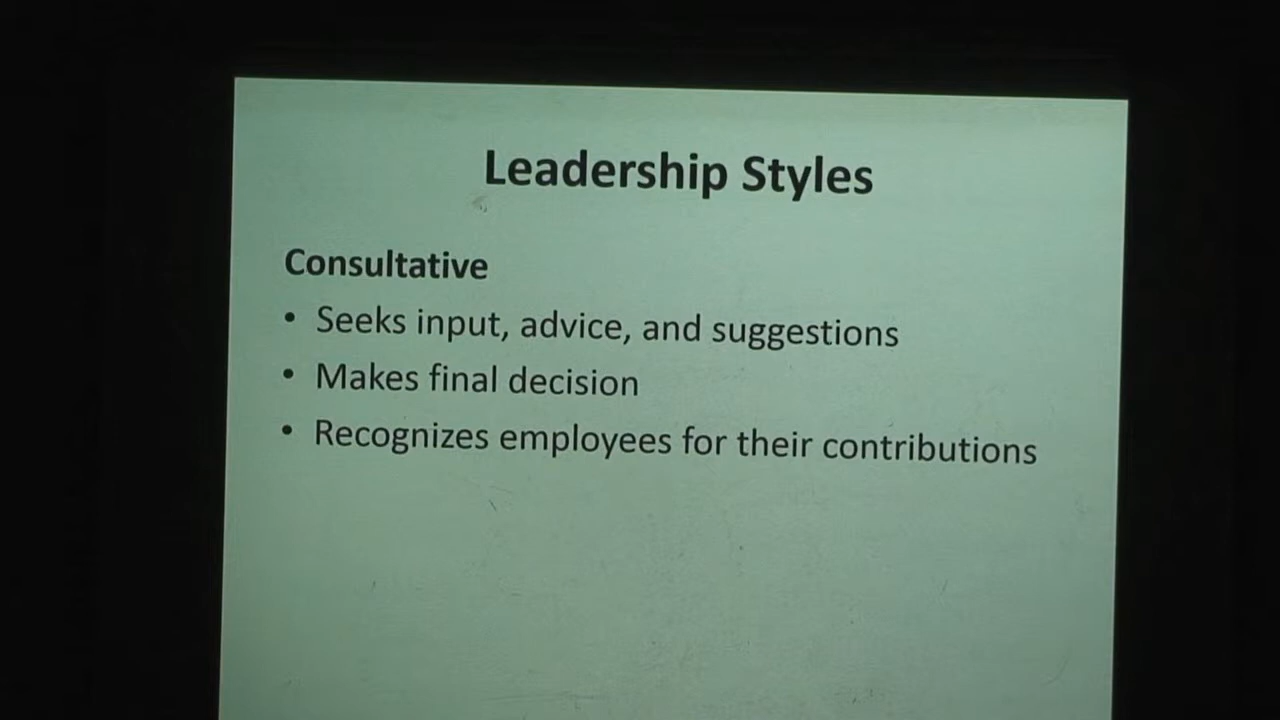 Leadership Styles
Consultative
• Seeks input, advice, and suggestions
• Makes final decision
• Recognizes employees for their contributions